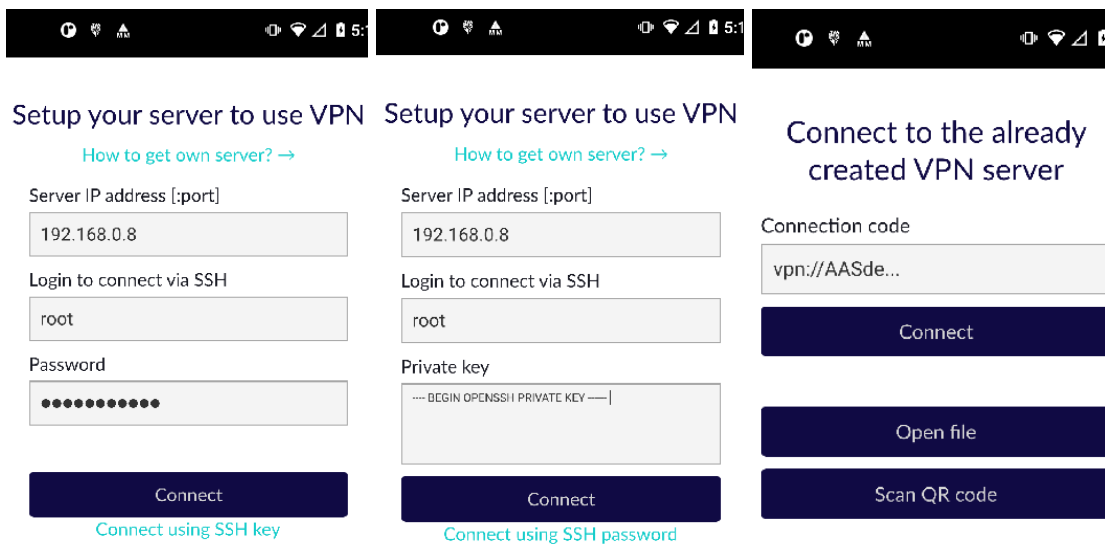 5:1
Setup your server to use VPN
How to get own server? →
Server IP address [:port]
192.168.0.8
Login to connect via SSH
root
Password
●●●●●●●●●●●
Connect
Connect using SSH key
5:1
Setup your server to use VPN
How to get own server? →
Server IP address [:port]
192.168.0.8
Login to connect via SSH
root
Private key
---- BEGIN OPENSSH PRIVATE KEY -----
Connect
Connect using SSH password
Connect to the already
created VPN server
Connection code
vpn://AASde...
Connect
Open file
Scan QR code